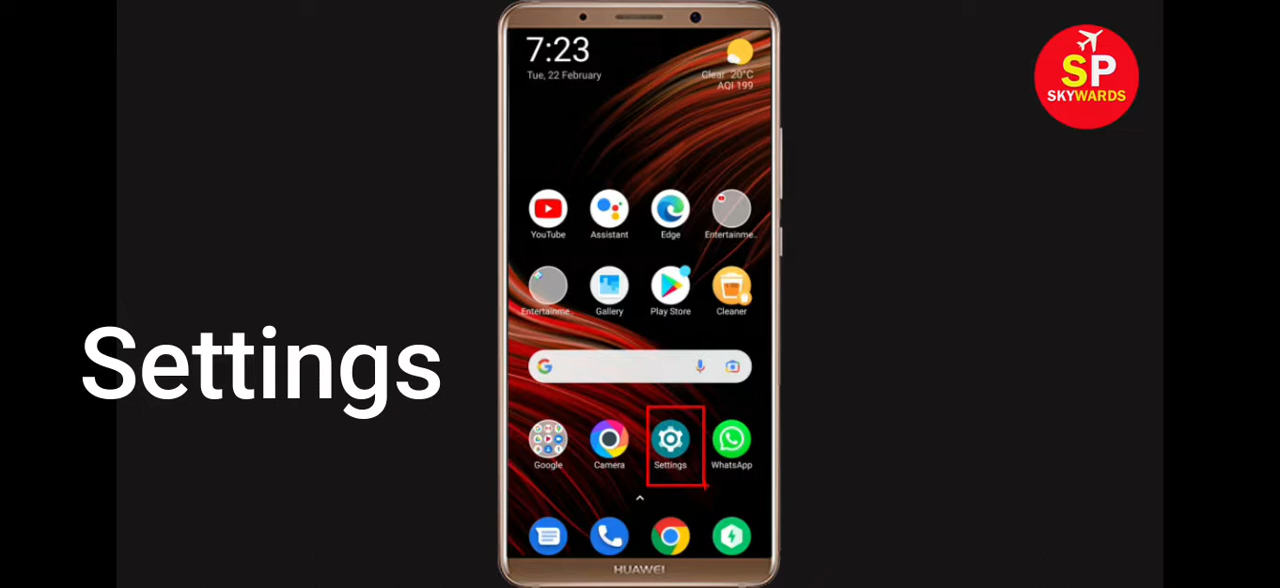 7:23
Tue, 22 February
Clear 20°C
AQI 199
SP
SKYWARDS
YouTube
Assistant
Edge
Entertainme..
Entertainme..
Gallery
Play Store
Cleaner
Settings
Google
Camera
Settings
WhatsApp
HUAWEI